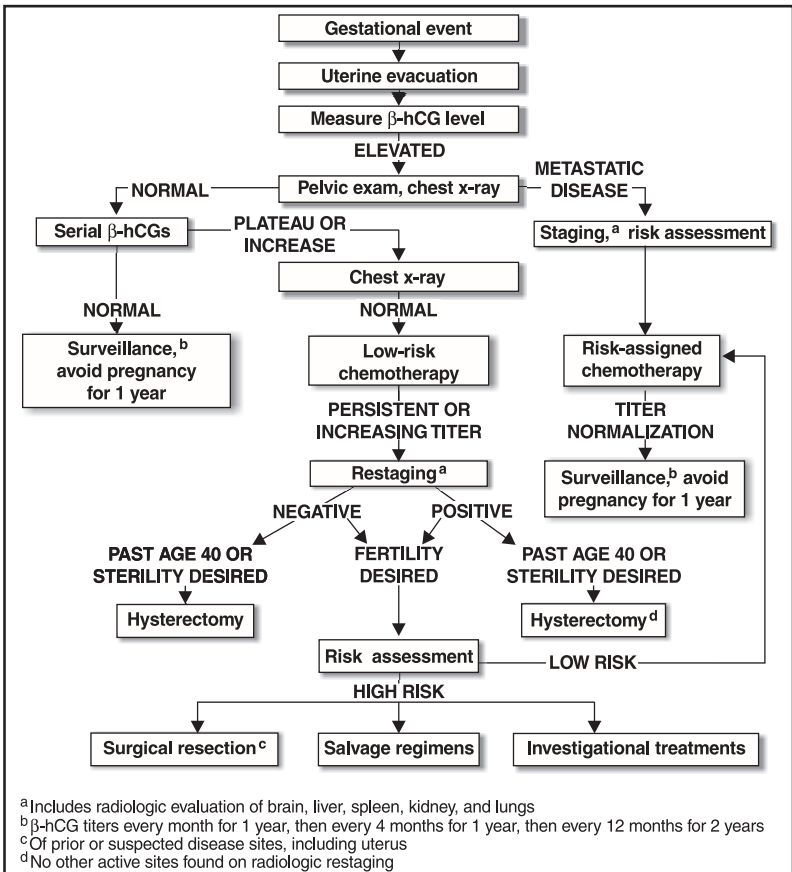 Gestational event
Uterine evacuation
Measure β-hCG level
ELEVATED
Pelvic exam, chest x-ray
NORMAL
METASTATIC
DISEASE
Serial β-hCGs
PLATEAU OR
INCREASE
Staging,ᵃ risk assessment
Chest x-ray
NORMAL
NORMAL
Surveillance,ᵇ
avoid pregnancy
for 1 year
Low-risk
chemotherapy
Risk-assigned
chemotherapy
PERSISTENT OR
INCREASING TITER
TITER
NORMALIZATION
Restagingᵃ
Surveillance,ᵇ avoid
pregnancy for 1 year
NEGATIVE
POSITIVE
PAST AGE 40 OR
STERILITY DESIRED
FERTILITY
DESIRED
PAST AGE 40 OR
STERILITY DESIRED
Hysterectomy
Hysterectomyᵈ
Risk assessment
LOW RISK
HIGH RISK
Surgical resectionᶜ
Salvage regimens
Investigational treatments
ᵃIncludes radiologic evaluation of brain, liver, spleen, kidney, and lungs
ᵇβ-hCG titers every month for 1 year, then every 4 months for 1 year, then every 12 months for 2 years
ᶜOf prior or suspected disease sites, including uterus
ᵈNo other active sites found on radiologic restaging